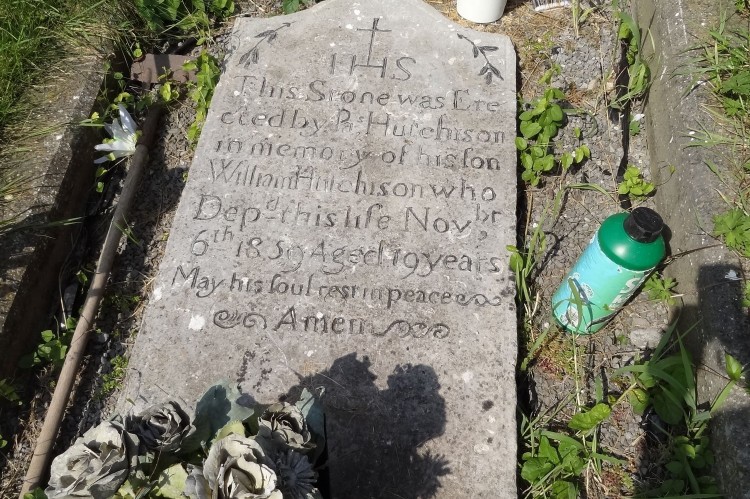 IHS
This Stone was Ere
cted by Pat Hutchison
in memory of his son
William Hutchison who
Depd this life Novbr
6th 1859 Aged 19 years
May his soul rest in peace
Amen